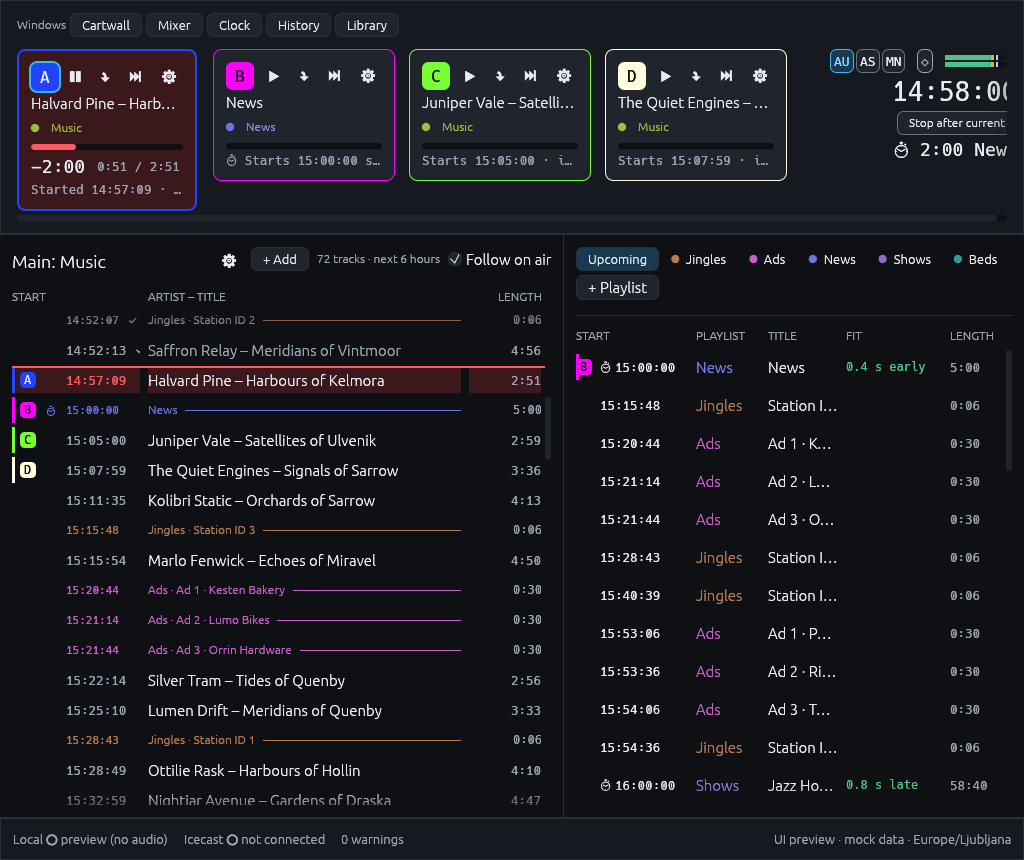 Windows Cartwall Mixer Clock History Library
A
Halvard Pine – Harb…
Music
−2:00 0:51 / 2:51
Started 14:57:09 · …
B
News
News
Starts 15:00:00 s…
C
Juniper Vale – Satelli…
Music
Starts 15:05:00 · i…
D
The Quiet Engines – …
Music
Starts 15:07:59 · i…
AU AS MN
14:58:00
Stop after current
2:00 New
Main: Music + Add 72 tracks · next 6 hours Follow on air
START ARTIST – TITLE LENGTH
14:52:07 Jingles · Station ID 2 0:06
14:52:13 Saffron Relay – Meridians of Vintmoor 4:56
A 14:57:09 Halvard Pine – Harbours of Kelmora 2:51
B 15:00:00 News 5:00
C 15:05:00 Juniper Vale – Satellites of Ulvenik 2:59
D 15:07:59 The Quiet Engines – Signals of Sarrow 3:36
15:11:35 Kolibri Static – Orchards of Sarrow 4:13
15:15:48 Jingles · Station ID 3 0:06
15:15:54 Marlo Fenwick – Echoes of Miravel 4:50
15:20:44 Ads · Ad 1 · Kesten Bakery 0:30
15:21:14 Ads · Ad 2 · Lumo Bikes 0:30
15:21:44 Ads · Ad 3 · Orrin Hardware 0:30
15:22:14 Silver Tram – Tides of Quenby 2:56
15:25:10 Lumen Drift – Meridians of Quenby 3:33
15:28:43 Jingles · Station ID 1 0:06
15:28:49 Ottilie Rask – Harbours of Hollin 4:10
15:32:59 Nightjar Avenue – Gardens of Draska 4:47
Upcoming Jingles Ads News Shows Beds
+ Playlist
START PLAYLIST TITLE FIT LENGTH
B 15:00:00 News News 0.4 s early 5:00
15:15:48 Jingles Station I… 0:06
15:20:44 Ads Ad 1 · K… 0:30
15:21:14 Ads Ad 2 · L… 0:30
15:21:44 Ads Ad 3 · O… 0:30
15:28:43 Jingles Station I… 0:06
15:40:39 Jingles Station I… 0:06
15:53:06 Ads Ad 1 · P… 0:30
15:53:36 Ads Ad 2 · Ri… 0:30
15:54:06 Ads Ad 3 · T… 0:30
15:54:36 Jingles Station I… 0:06
16:00:00 Shows Jazz Ho… 0.8 s late 58:40
Local preview (no audio) Icecast not connected 0 warnings
UI preview · mock data · Europe/Ljubljana